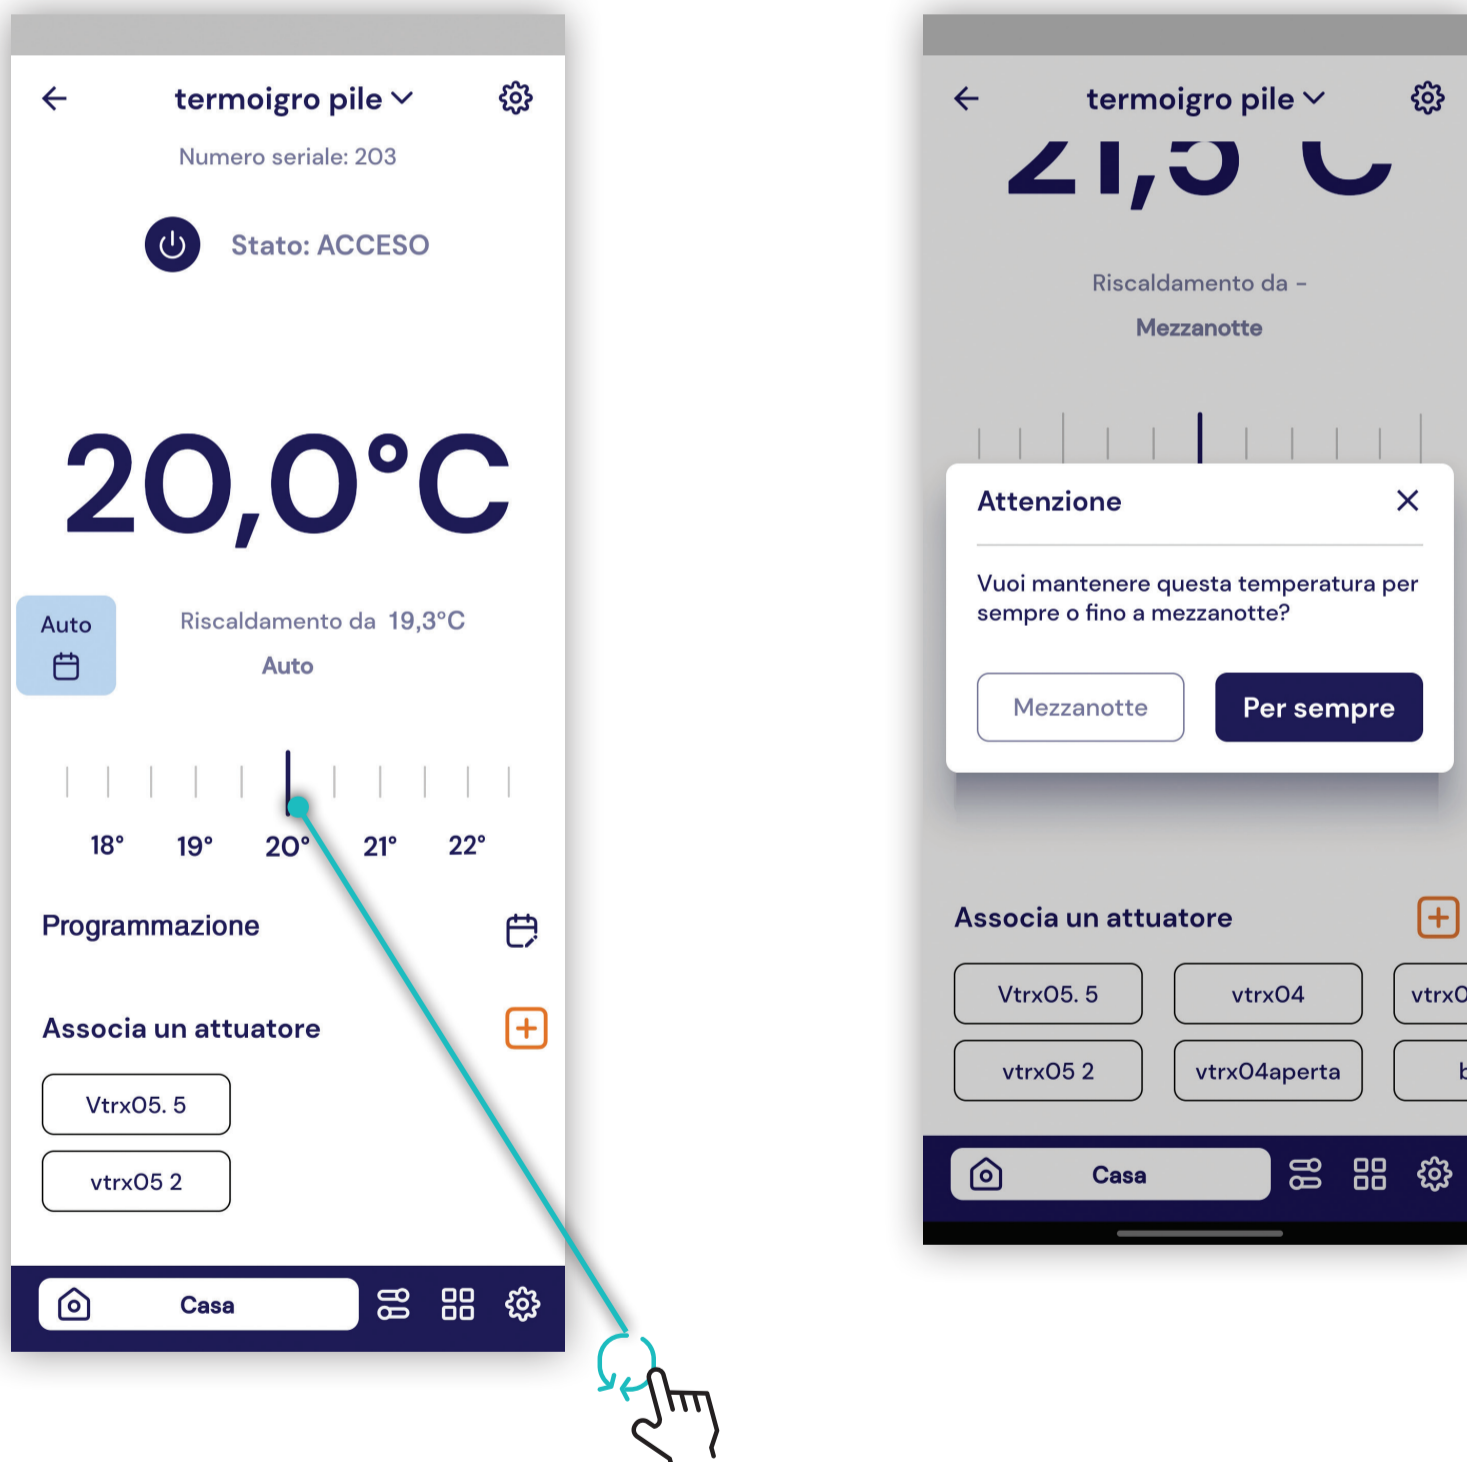 termoigro pile
Numero seriale: 203
Stato: ACCESO
20,0°C
Auto
Riscaldamento da 19,3°C
Auto
18° 19° 20° 21° 22°
Programmazione
Associa un attuatore
Vtrx05. 5
vtrx05 2
Casa
termoigro pile
21,5 C
Riscaldamento da -
Mezzanotte
Attenzione
Vuoi mantenere questa temperatura per
sempre o fino a mezzanotte?
Mezzanotte
Per sempre
Associa un attuatore
Vtrx05. 5
vtrx04
vtrx05 2
vtrx04aperta
Casa